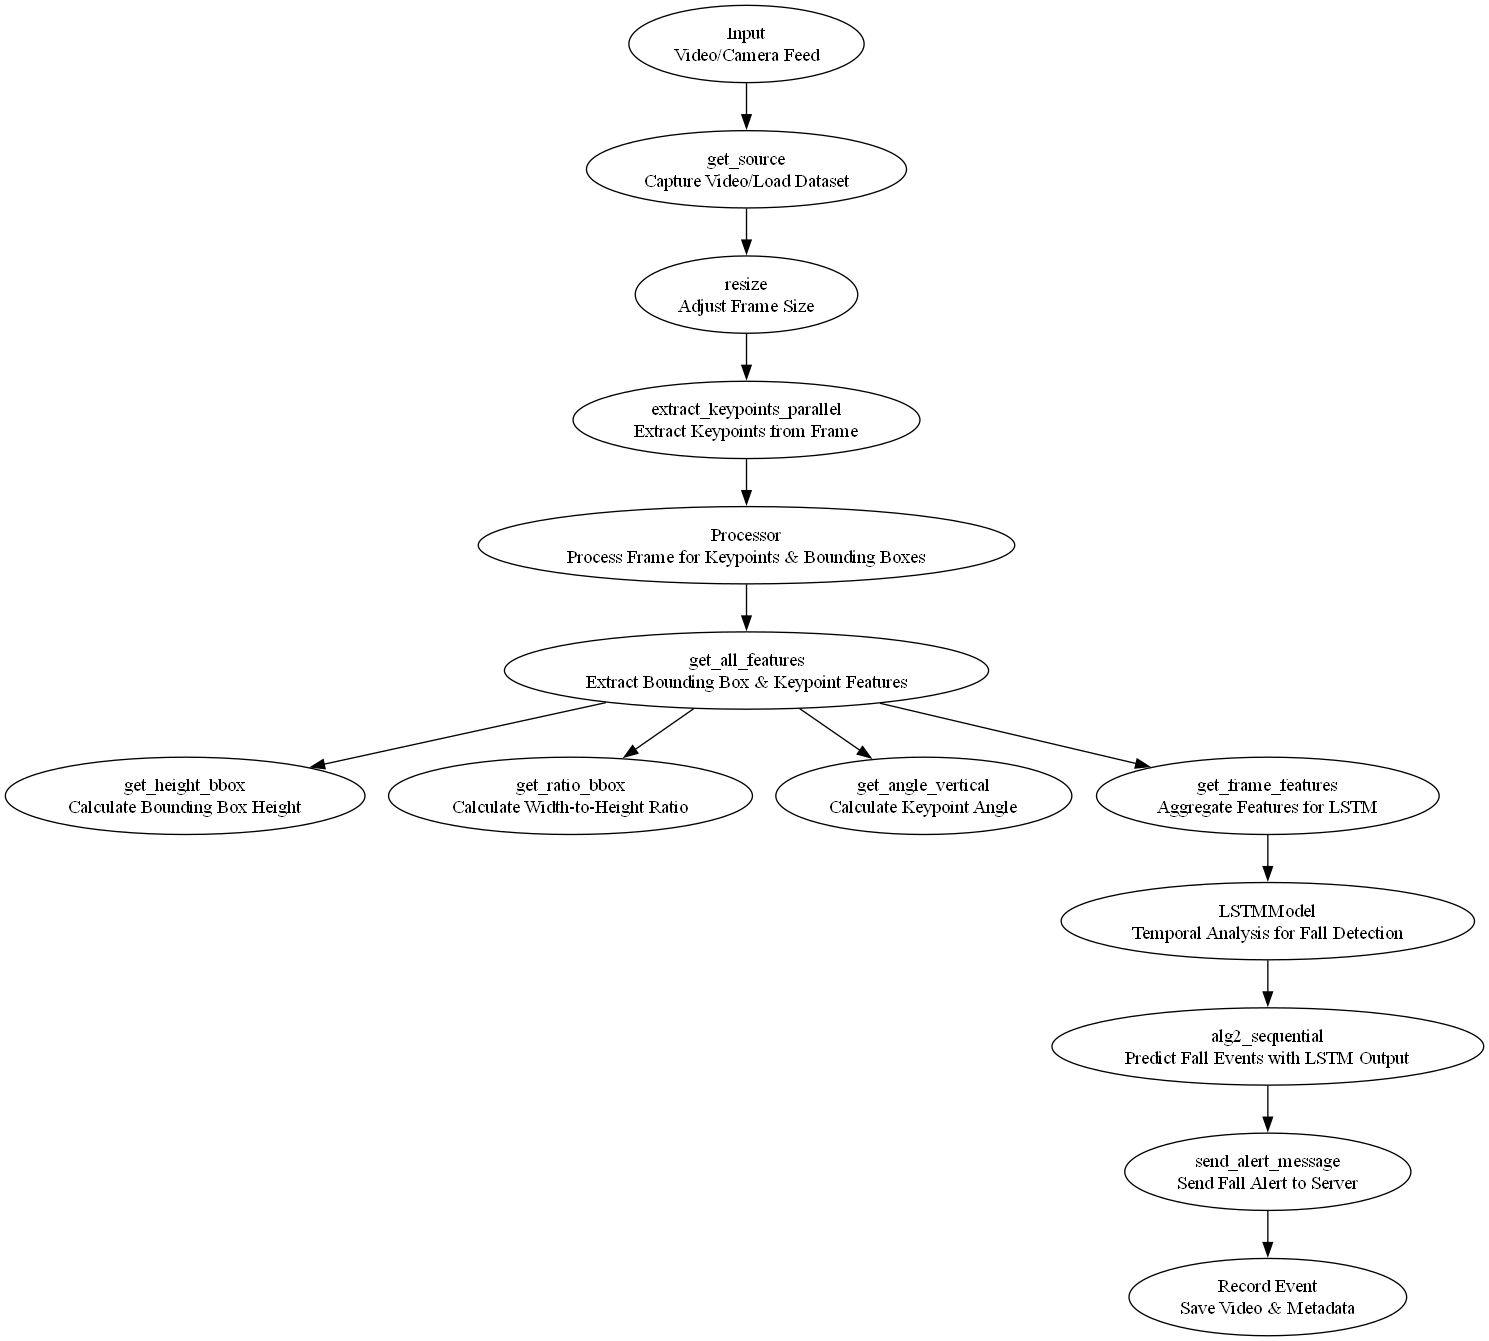 Input
Video/Camera Feed
get_source
Capture Video/Load Dataset
resize
Adjust Frame Size
extract_keypoints_parallel
Extract Keypoints from Frame
Processor
Process Frame for Keypoints & Bounding Boxes
get_all_features
Extract Bounding Box & Keypoint Features
get_height_bbox
Calculate Bounding Box Height
get_ratio_bbox
Calculate Width-to-Height Ratio
get_angle_vertical
Calculate Keypoint Angle
get_frame_features
Aggregate Features for LSTM
LSTMModel
Temporal Analysis for Fall Detection
alg2_sequential
Predict Fall Events with LSTM Output
send_alert_message
Send Fall Alert to Server
Record Event
Save Video & Metadata